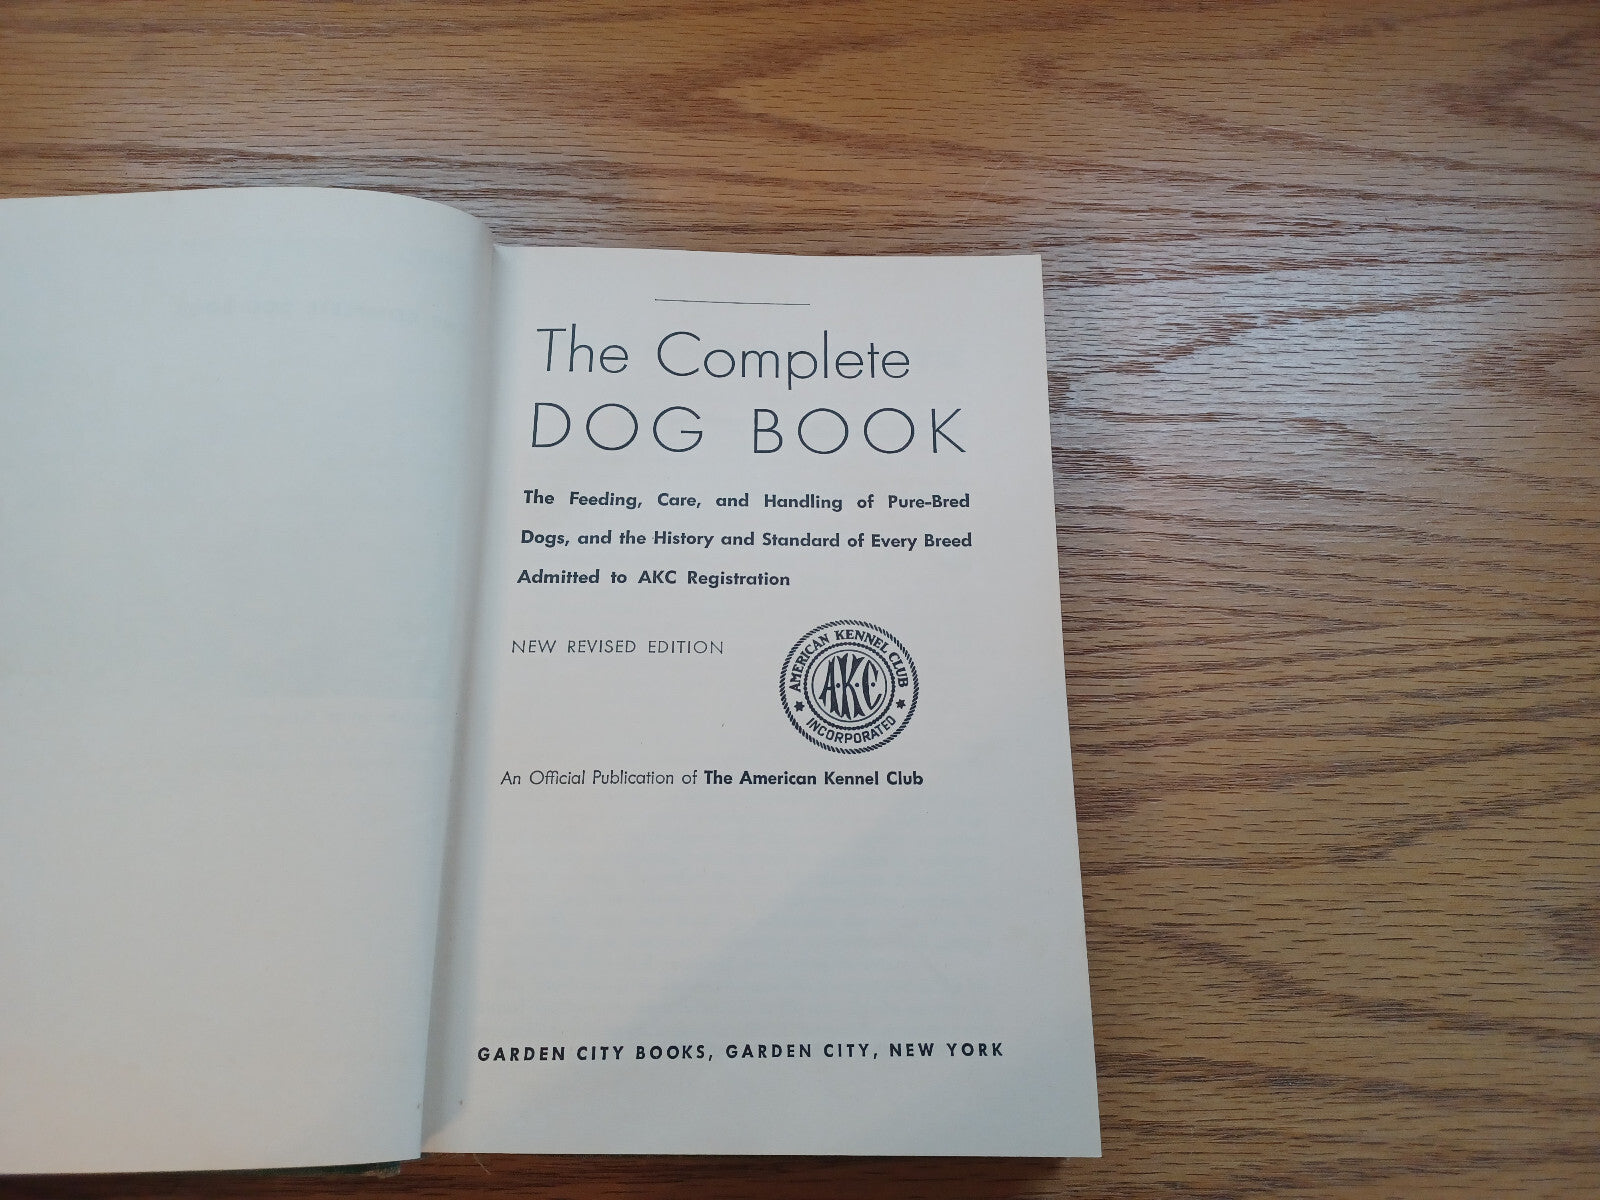 The Complete
DOG BOOK
The Feeding, Care, and Handling of Pure-Bred
Dogs, and the History and Standard of Every Breed
Admitted to AKC Registration
NEW REVISED EDITION
AMERICAN KENNEL CLUB
A·K·C
INCORPORATED
An Official Publication of The American Kennel Club
GARDEN CITY BOOKS, GARDEN CITY, NEW YORK